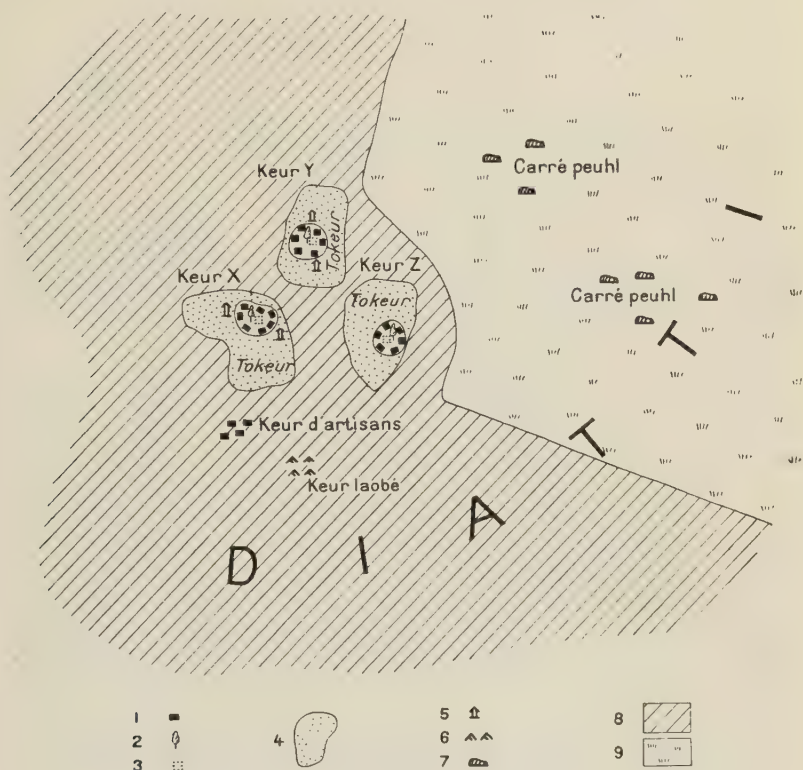 Keur Y
Carré peuhl
Tokeur
Keur X
Keur Z
Tokeur
Carré peuhl
Tokeur
Keur d'artisans
Keur laobé
DIATTI
1
2
3
4
5
6
7
8
9